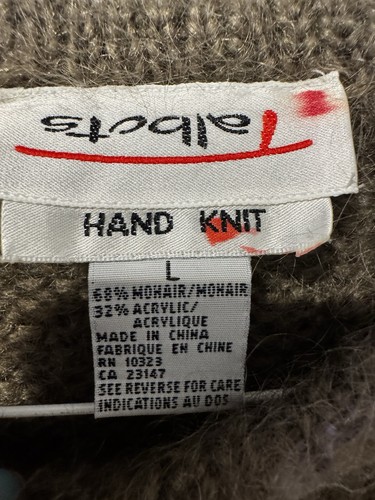 Talbots
HAND KNIT
L
68% MOHAIR/MOHAIR
32% ACRYLIC/
ACRYLIQUE
MADE IN CHINA
FABRIQUE EN CHINE
RN 10323
CA 23147
SEE REVERSE FOR CARE
INDICATIONS AU DOS